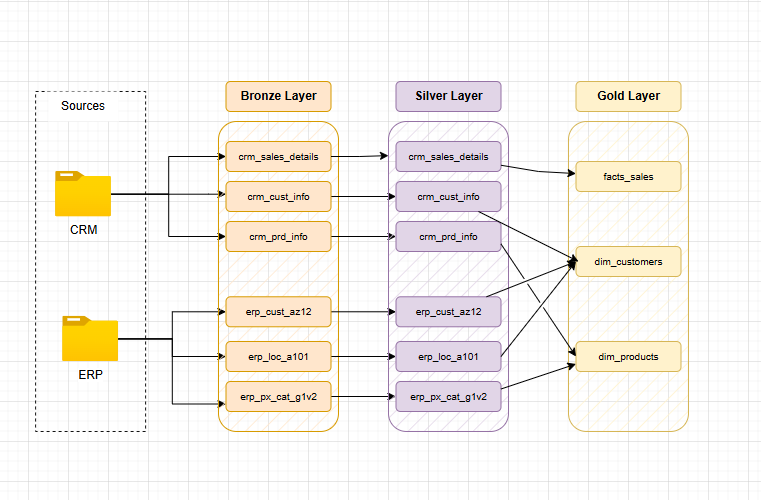 Sources
Bronze Layer
Silver Layer
Gold Layer
CRM
ERP
crm_sales_details
crm_cust_info
crm_prd_info
erp_cust_az12
erp_loc_a101
erp_px_cat_g1v2
crm_sales_details
crm_cust_info
crm_prd_info
erp_cust_az12
erp_loc_a101
erp_px_cat_g1v2
facts_sales
dim_customers
dim_products